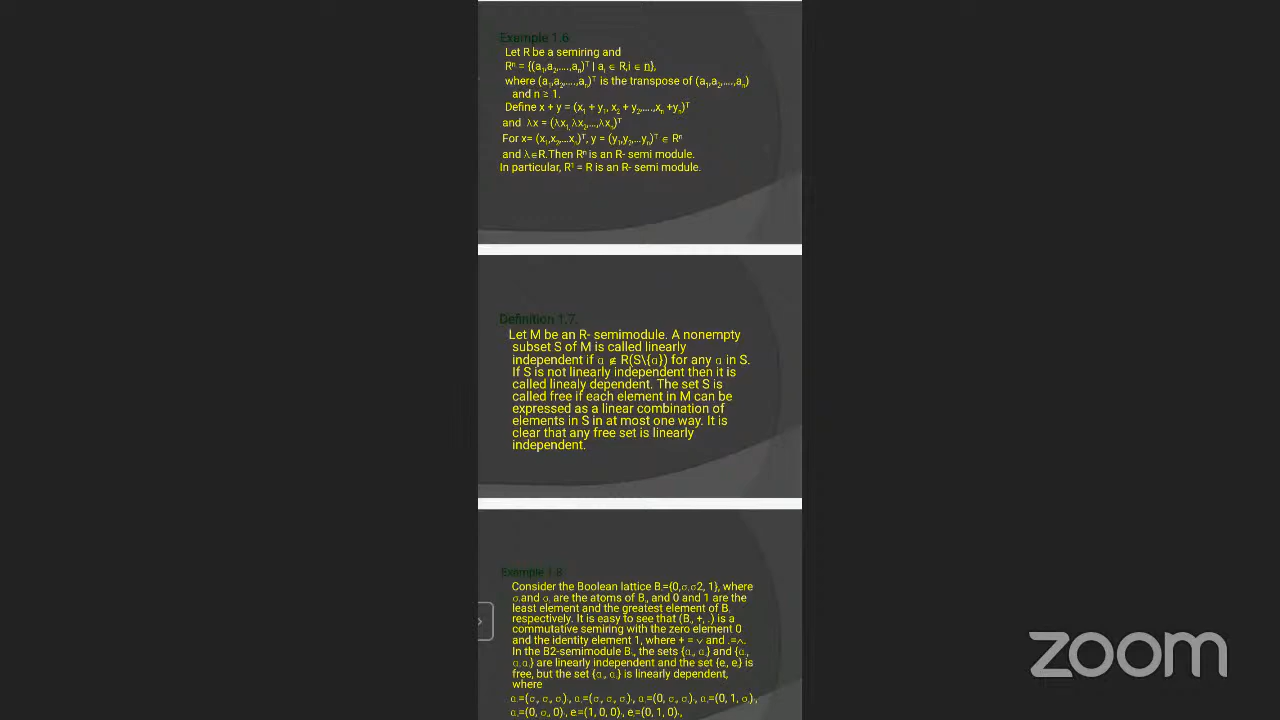 Example 1.6
Let R be a semiring and
Rⁿ = {(a₁,a₂,....,aₙ)ᵀ | aᵢ ∈ R,i ∈ n},
where (a₁,a₂,....,aₙ)ᵀ is the transpose of (a₁,a₂,....,aₙ)
and n ≥ 1.
Define x + y = (x₁ + y₁, x₂ + y₂,....,xₙ +yₙ)ᵀ
and λx = (λx₁,λx₂,...,λxₙ)ᵀ
For x= (x₁,x₂,...xₙ)ᵀ, y = (y₁,y₂,...yₙ)ᵀ ∈ Rⁿ
and λ∈R.Then Rⁿ is an R- semi module.
In particular, R¹ = R is an R- semi module.
Definition 1.7.
Let M be an R- semimodule. A nonempty
subset S of M is called linearly
independent if α ∉ R(S\{α}) for any α in S.
If S is not linearly independent then it is
called linealy dependent. The set S is
called free if each element in M can be
expressed as a linear combination of
elements in S in at most one way. It is
clear that any free set is linearly
independent.
Example 1.8
Consider the Boolean lattice B={0,σ,σ2, 1}, where
σ and σ are the atoms of B, and 0 and 1 are the
least element and the greatest element of B
respectively. It is easy to see that (B, +, .) is a
commutative semiring with the zero element 0
and the identity element 1, where + = ∨ and .=∧.
In the B2-semimodule B, the sets {α, α} and {α,
α,α} are linearly independent and the set {e, e} is
free, but the set {α, α} is linearly dependent,
where
zoom